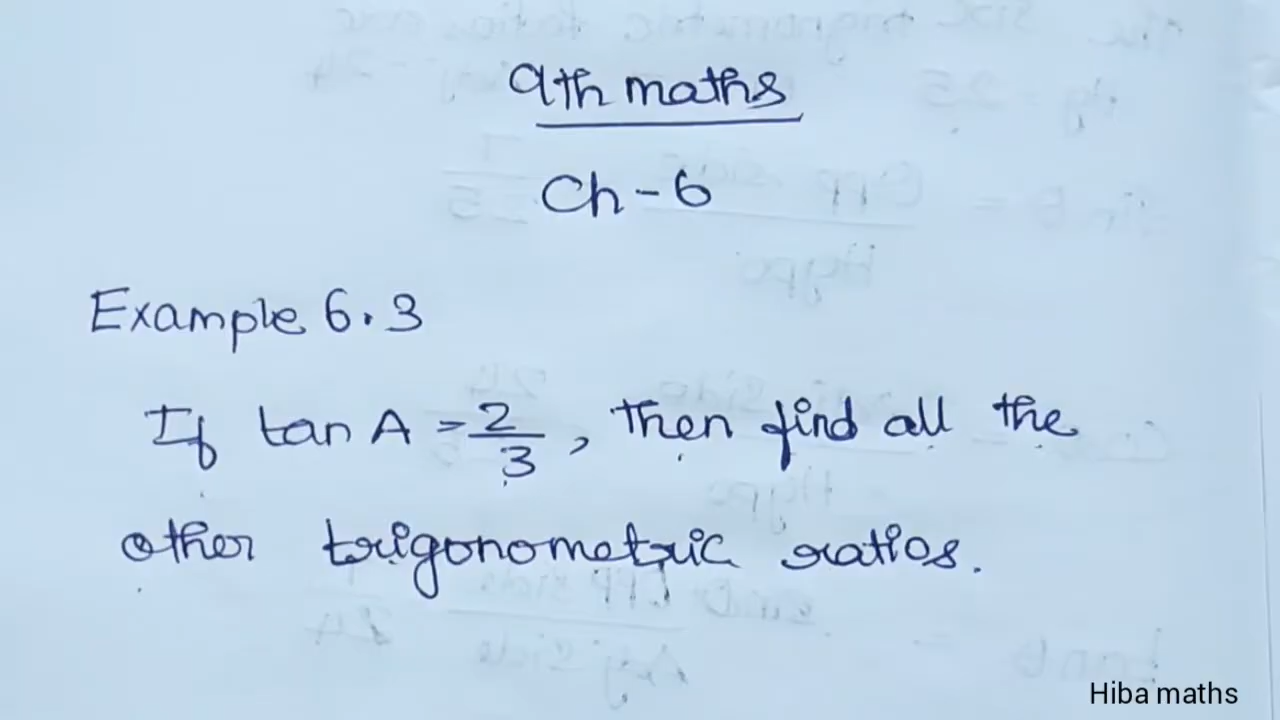 9th maths
Ch - 6
Example 6.3
If tan A = 2/3, then find all the
other trigonometric ratios.
Hiba maths